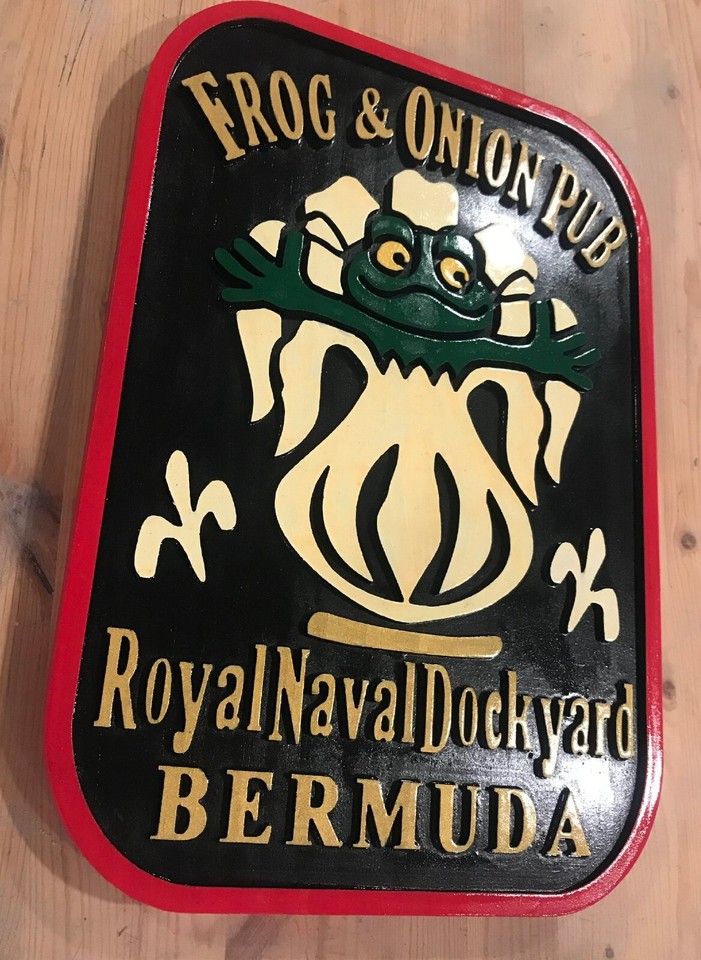 FROG & ONION PUB
RoyalNavalDockyard
BERMUDA